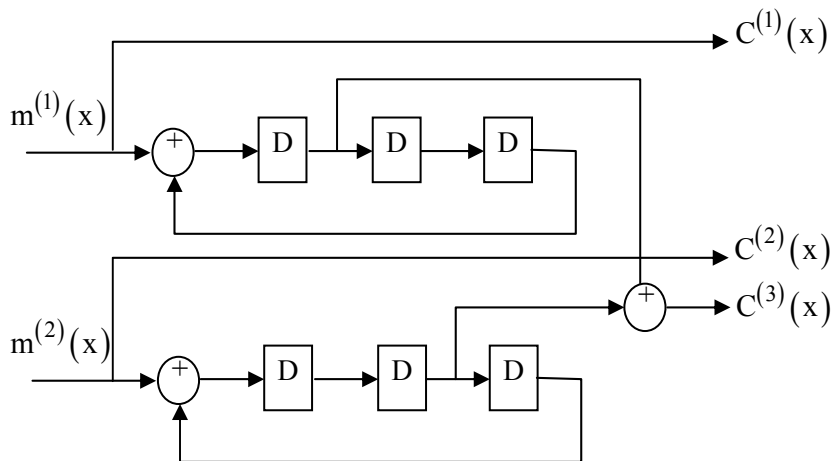 C^(1)(x)
m^(1)(x)
+
D
D
D
C^(2)(x)
+
C^(3)(x)
m^(2)(x)
+
D
D
D